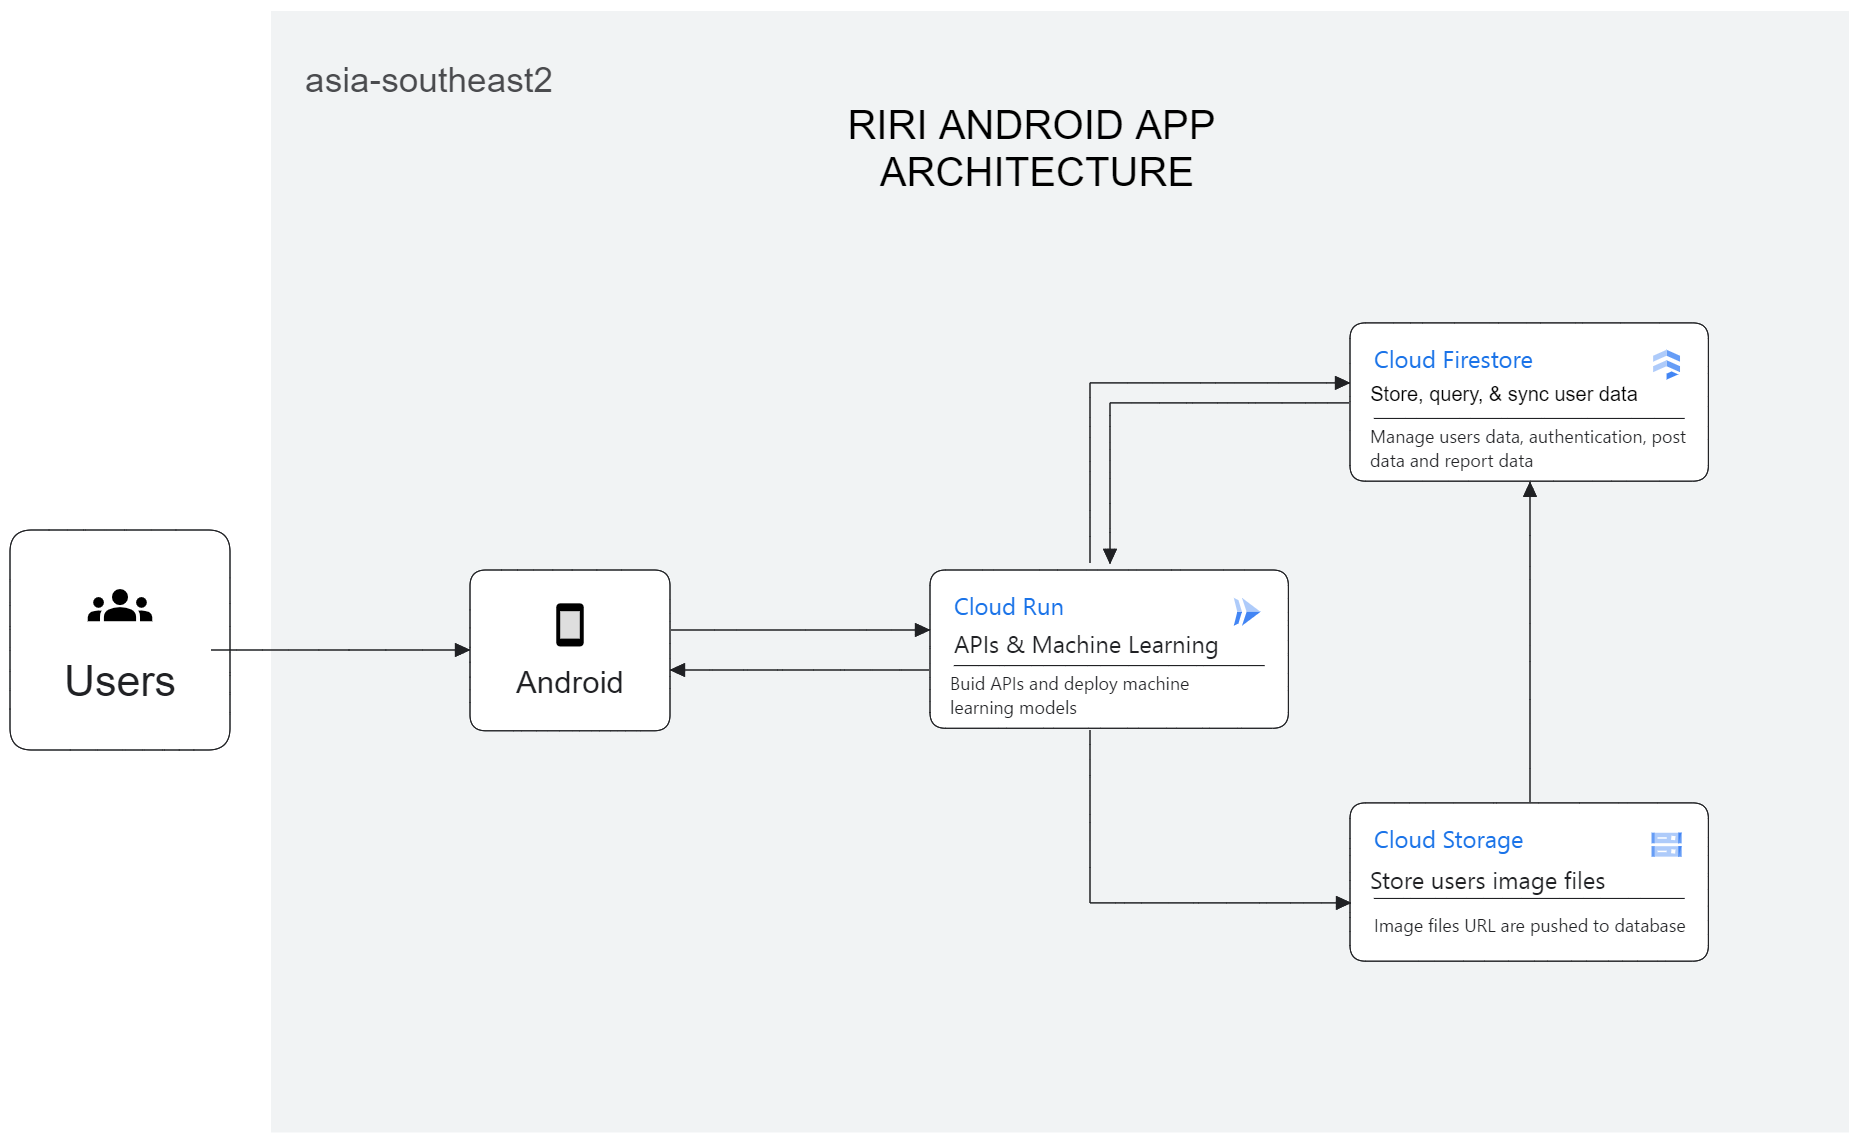 asia-southeast2
RIRI ANDROID APP
ARCHITECTURE
Users
Android
Cloud Run
APIs & Machine Learning
Buid APIs and deploy machine
learning models
Cloud Firestore
Store, query, & sync user data
Manage users data, authentication, post
data and report data
Cloud Storage
Store users image files
Image files URL are pushed to database